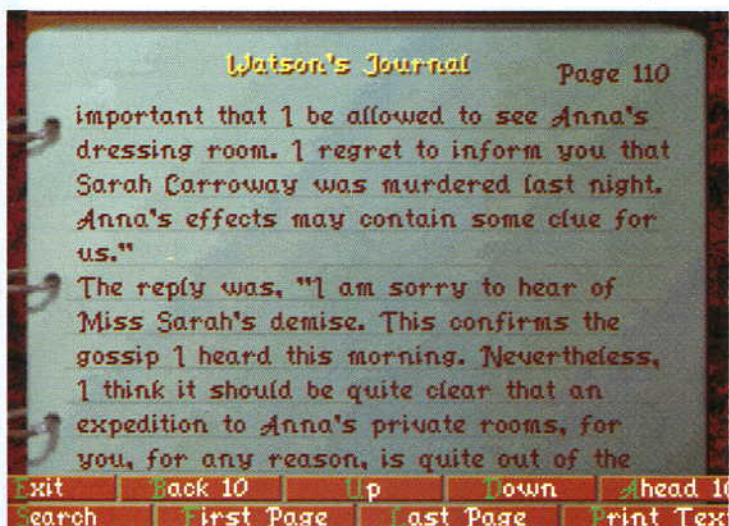 Watson's Journal
Page 110
important that I be allowed to see Anna's
dressing room. I regret to inform you that
Sarah Carroway was murdered last night.
Anna's effects may contain some clue for
us."
The reply was, "I am sorry to hear of
Miss Sarah's demise. This confirms the
gossip I heard this morning. Nevertheless,
I think it should be quite clear that an
expedition to Anna's private rooms, for
you, for any reason, is quite out of the
Exit Back 10 Up Down Ahead 10
Search First Page Last Page Print Text